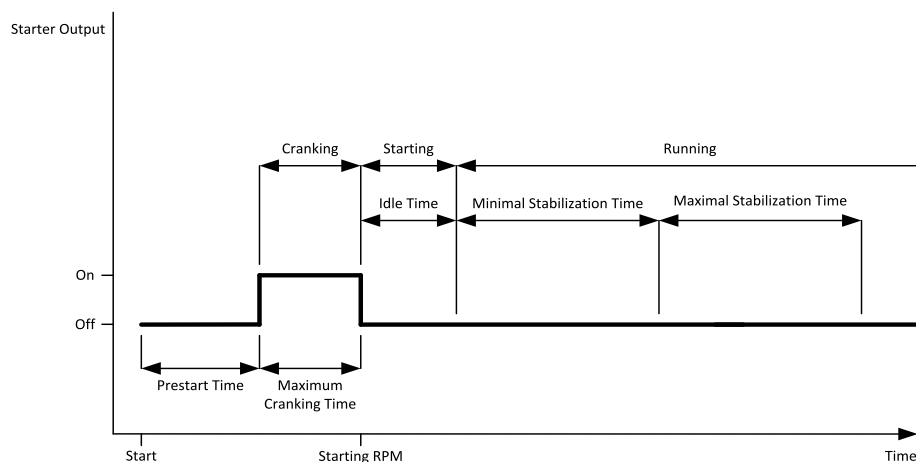 Starter Output
Cranking
Starting
Running
Idle Time
Minimal Stabilization Time
Maximal Stabilization Time
On
Off
Prestart Time
Maximum
Cranking Time
Start
Starting RPM
Time